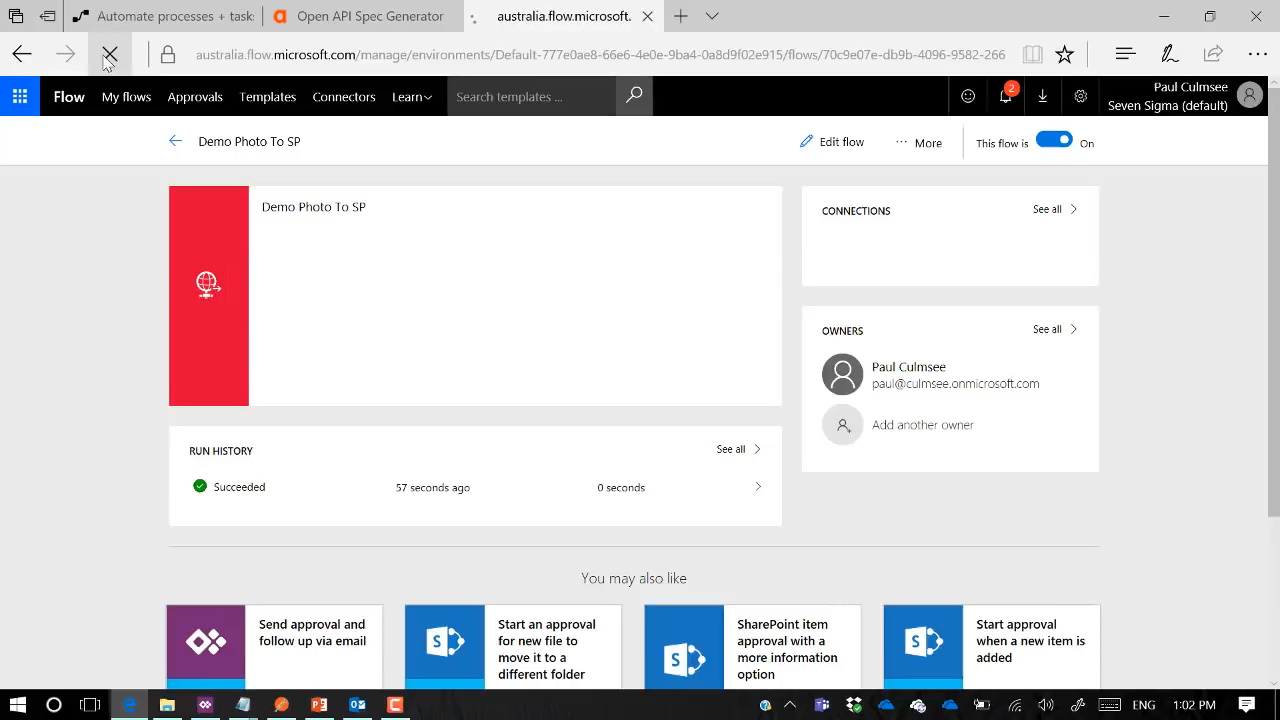 Automate processes + task
Open API Spec Generator
australia.flow.microsoft.
australia.flow.microsoft.com/manage/environments/Default-777e0ae8-66e6-4e0e-9ba4-0a8d9f02e915/flows/70c9e07e-db9b-4096-9582-266
Flow
My flows
Approvals
Templates
Connectors
Learn
Search templates ...
2
Paul Culmsee
Seven Sigma (default)
Demo Photo To SP
Edit flow
··· More
This flow is
On
Demo Photo To SP
CONNECTIONS
See all
OWNERS
See all
Paul Culmsee
paul@culmsee.onmicrosoft.com
Add another owner
RUN HISTORY
See all
Succeeded
57 seconds ago
0 seconds
You may also like
Send approval and
follow up via email
Start an approval
for new file to
move it to a
different folder
SharePoint item
approval with a
more information
option
Start approval
when a new item is
added
ENG
1:02 PM